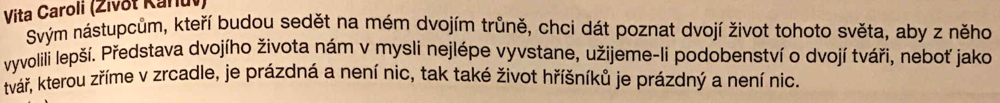 Vita Caroli (Život Karlův)
Svým nástupcům, kteří budou sedět na mém dvojím trůně, chci dát poznat dvojí život tohoto světa, aby z něho
vyvolili lepší. Představa dvojího života nám v mysli nejlépe vyvstane, užijeme-li podobenství o dvojí tváři, neboť jako
tvář, kterou zříme v zrcadle, je prázdná a není nic, tak také život hříšníků je prázdný a není nic.